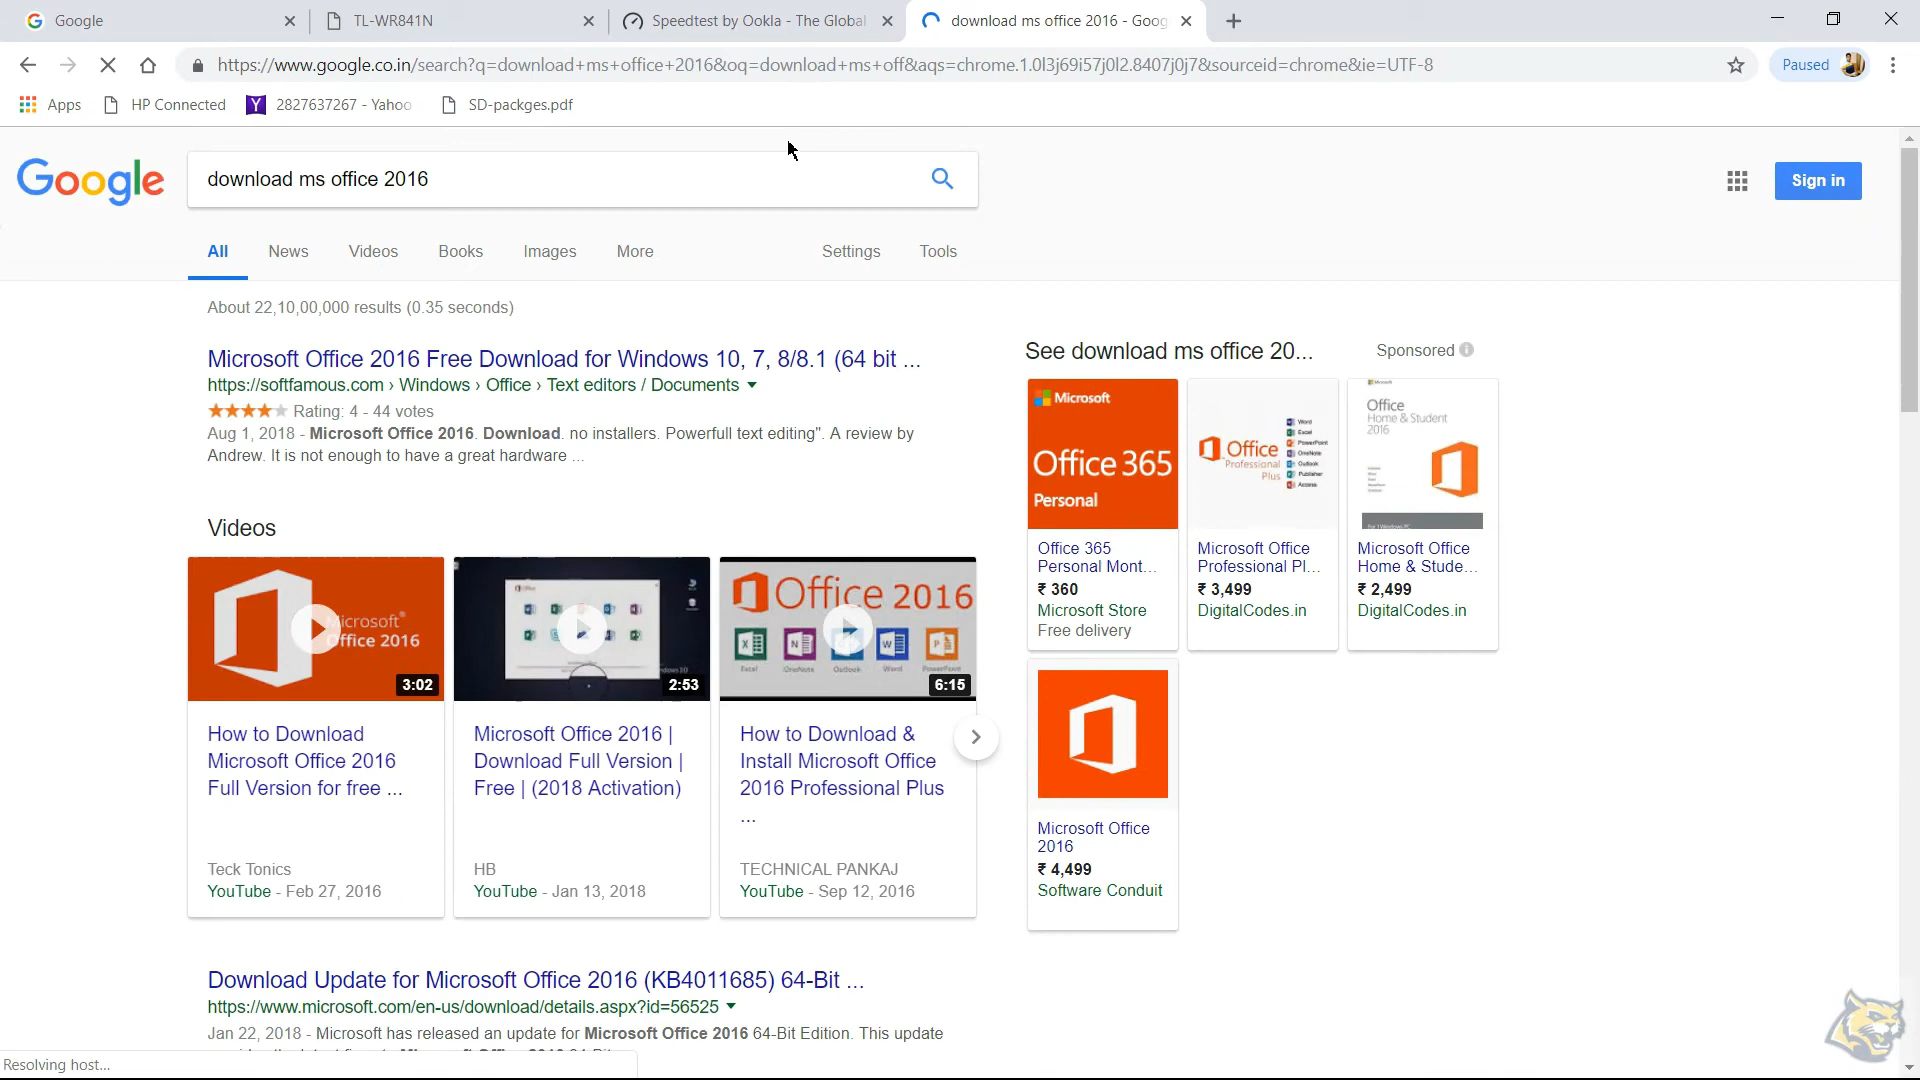 Google
TL-WR841N
Speedtest by Ookla - The Global
download ms office 2016 - Goog
https://www.google.co.in/search?q=download+ms+office+2016&oq=download+ms+off&aqs=chrome.1.0l3j69i57j0l2.8407j0j7&sourceid=chrome&ie=UTF-8
Paused
Apps
HP Connected
Y
2827637267 - Yahoo
SD-packges.pdf
Google
download ms office 2016
Sign in
All
News
Videos
Books
Images
More
Settings
Tools
About 22,10,00,000 results (0.35 seconds)
Microsoft Office 2016 Free Download for Windows 10, 7, 8/8.1 (64 bit ...
https://softfamous.com › Windows › Office › Text editors / Documents
Rating: 4 - 44 votes
Aug 1, 2018 - Microsoft Office 2016. Download. no installers. Powerfull text editing". A review by
Andrew. It is not enough to have a great hardware ...
Videos
Microsoft®
Office 2016
3:02
2:53
Office 2016
Excel
OneNote
Outlook
Word
PowerPoint
6:15
How to Download
Microsoft Office 2016
Full Version for free ...
Teck Tonics
YouTube - Feb 27, 2016
Microsoft Office 2016 |
Download Full Version |
Free | (2018 Activation)
HB
YouTube - Jan 13, 2018
How to Download &
Install Microsoft Office
2016 Professional Plus
...
TECHNICAL PANKAJ
YouTube - Sep 12, 2016
Download Update for Microsoft Office 2016 (KB4011685) 64-Bit ...
https://www.microsoft.com/en-us/download/details.aspx?id=56525
Jan 22, 2018 - Microsoft has released an update for Microsoft Office 2016 64-Bit Edition. This update
See download ms office 20...
Sponsored
Microsoft
Office 365
Personal
Office 365
Personal Mont...
₹ 360
Microsoft Store
Free delivery
Office
Professional
Plus
Word
Excel
PowerPoint
OneNote
Outlook
Publisher
Access
Microsoft Office
Professional Pl...
₹ 3,499
DigitalCodes.in
Microsoft
Office
Home & Student
2016
For 1 Windows PC
Microsoft Office
Home & Stude...
₹ 2,499
DigitalCodes.in
Microsoft Office
2016
₹ 4,499
Software Conduit
Resolving host...